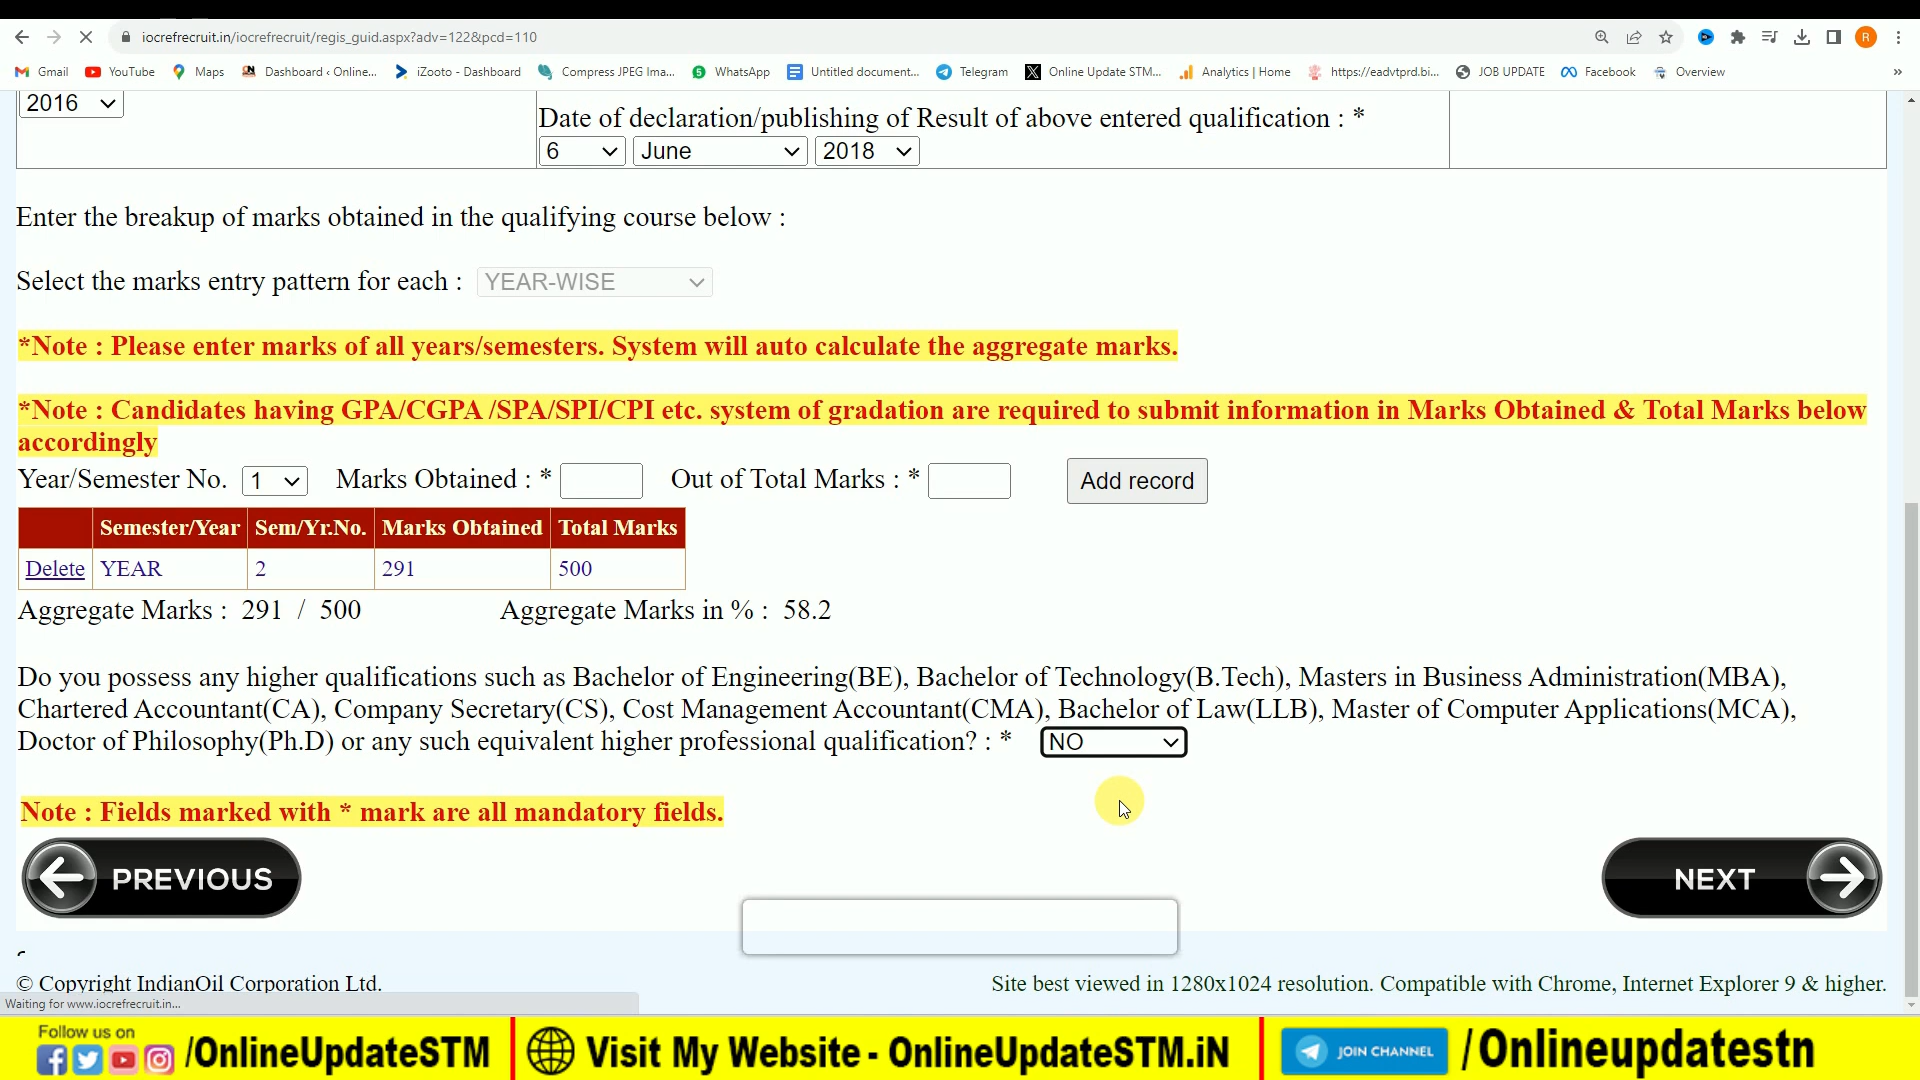 iocrefrecruit.in/iocrefrecruit/regis_guid.aspx?adv=122&pcd=110
R
Gmail YouTube Maps Dashboard ‹ Online... iZooto - Dashboard Compress JPEG Ima... WhatsApp Untitled document... Telegram Online Update STM... Analytics | Home https://eadvtprd.bi... JOB UPDATE Facebook Overview »
2016
Date of declaration/publishing of Result of above entered qualification : *
6 June 2018
Enter the breakup of marks obtained in the qualifying course below :
Select the marks entry pattern for each : YEAR-WISE
*Note : Please enter marks of all years/semesters. System will auto calculate the aggregate marks.
*Note : Candidates having GPA/CGPA /SPA/SPI/CPI etc. system of gradation are required to submit information in Marks Obtained & Total Marks below
accordingly
Year/Semester No. 1 Marks Obtained : * Out of Total Marks : * Add record
Semester/Year Sem/Yr.No. Marks Obtained Total Marks
Delete YEAR 2 291 500
Aggregate Marks : 291 / 500 Aggregate Marks in % : 58.2
Do you possess any higher qualifications such as Bachelor of Engineering(BE), Bachelor of Technology(B.Tech), Masters in Business Administration(MBA),
Chartered Accountant(CA), Company Secretary(CS), Cost Management Accountant(CMA), Bachelor of Law(LLB), Master of Computer Applications(MCA),
Doctor of Philosophy(Ph.D) or any such equivalent higher professional qualification? : * NO
Note : Fields marked with * mark are all mandatory fields.
PREVIOUS NEXT
© Copyright IndianOil Corporation Ltd. Site best viewed in 1280x1024 resolution. Compatible with Chrome, Internet Explorer 9 & higher.
Waiting for www.iocrefrecruit.in...
Follow us on
/OnlineUpdateSTM Visit My Website - OnlineUpdateSTM.iN JOIN CHANNEL /Onlineupdatestn